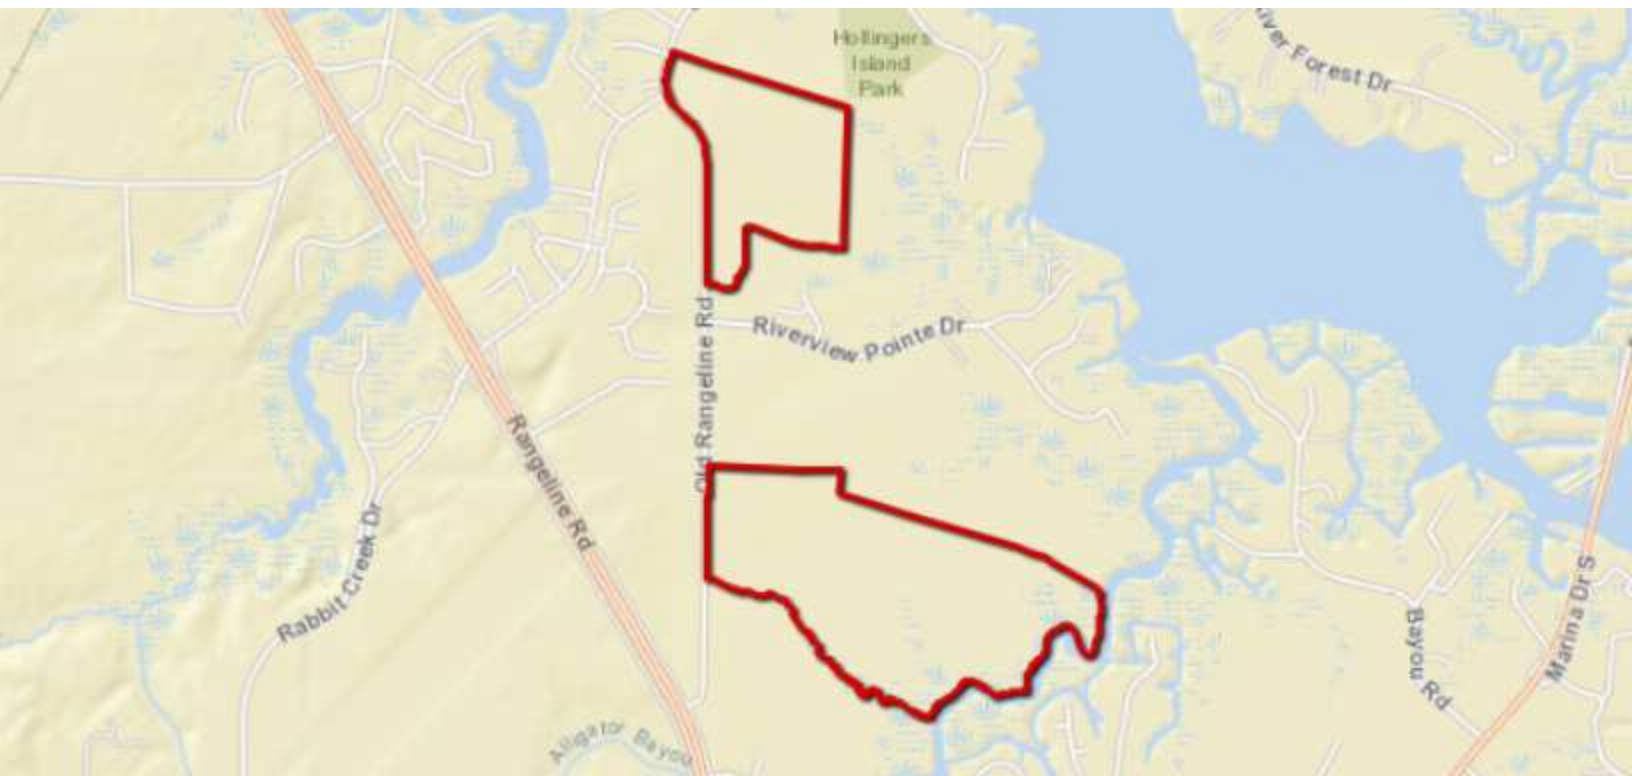 Hollingers
Island
Park
River Forest Dr
Riverview Pointe Dr
Old Rangeline Rd
Rangeline Rd
Rabbit Creek Dr
Bayou Rd
Marina Dr S
Alligator Bayou